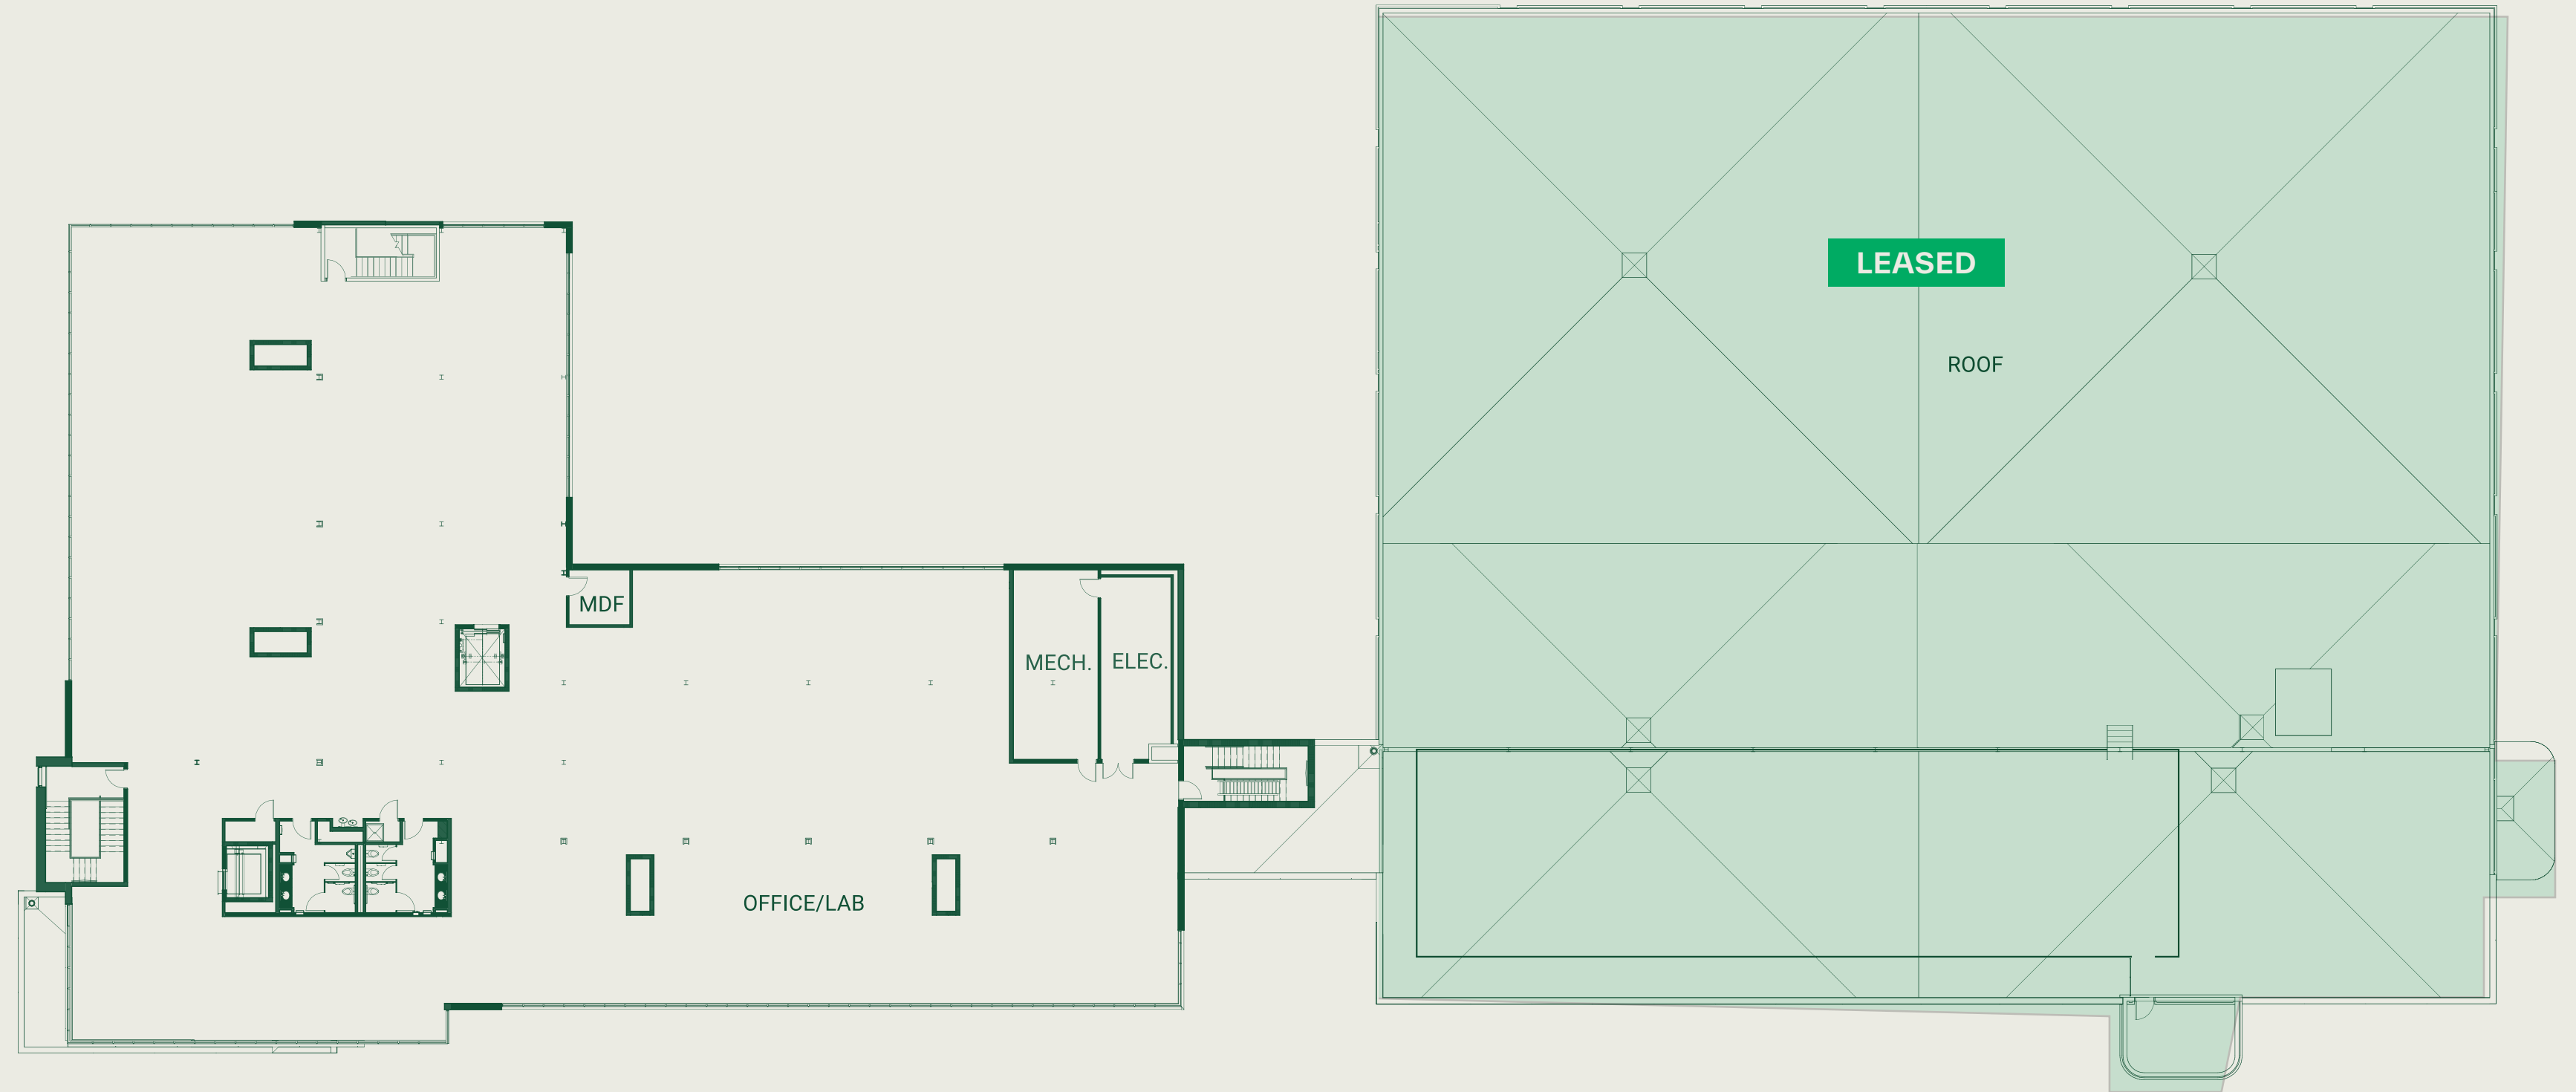 LEASED
ROOF
MDF
MECH.
ELEC.
OFFICE/LAB